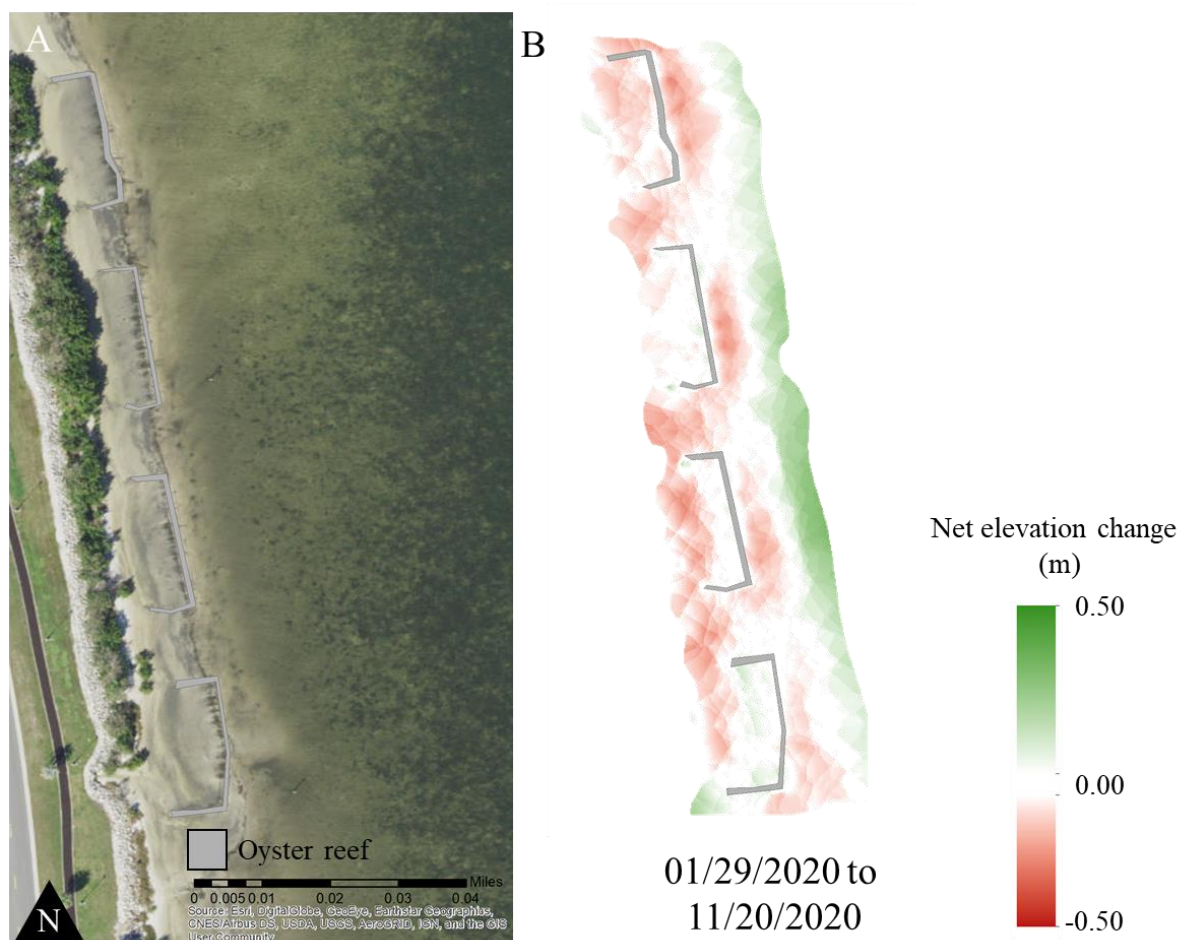 A
B
Net elevation change
(m)
0.50
0.00
-0.50
Oyster reef
Miles
0 0.005 0.01 0.02 0.03 0.04
N
Source: Esri, DigitalGlobe, GeoEye, Earthstar Geographics,
CNES/Airbus DS, USDA, USGS, AeroGRID, IGN, and the GIS
User Community
01/29/2020 to
11/20/2020